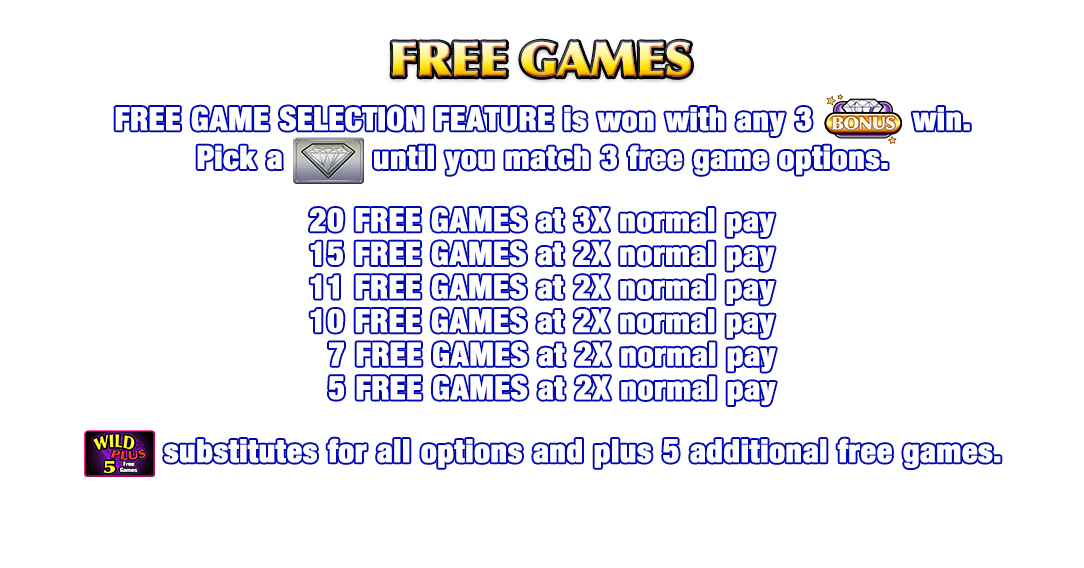 FREE GAMES
FREE GAME SELECTION FEATURE is won with any 3 BONUS win.
Pick a until you match 3 free game options.
20 FREE GAMES at 3X normal pay
15 FREE GAMES at 2X normal pay
11 FREE GAMES at 2X normal pay
10 FREE GAMES at 2X normal pay
7 FREE GAMES at 2X normal pay
5 FREE GAMES at 2X normal pay
WILD
PLUS
5 Free
Games
substitutes for all options and plus 5 additional free games.